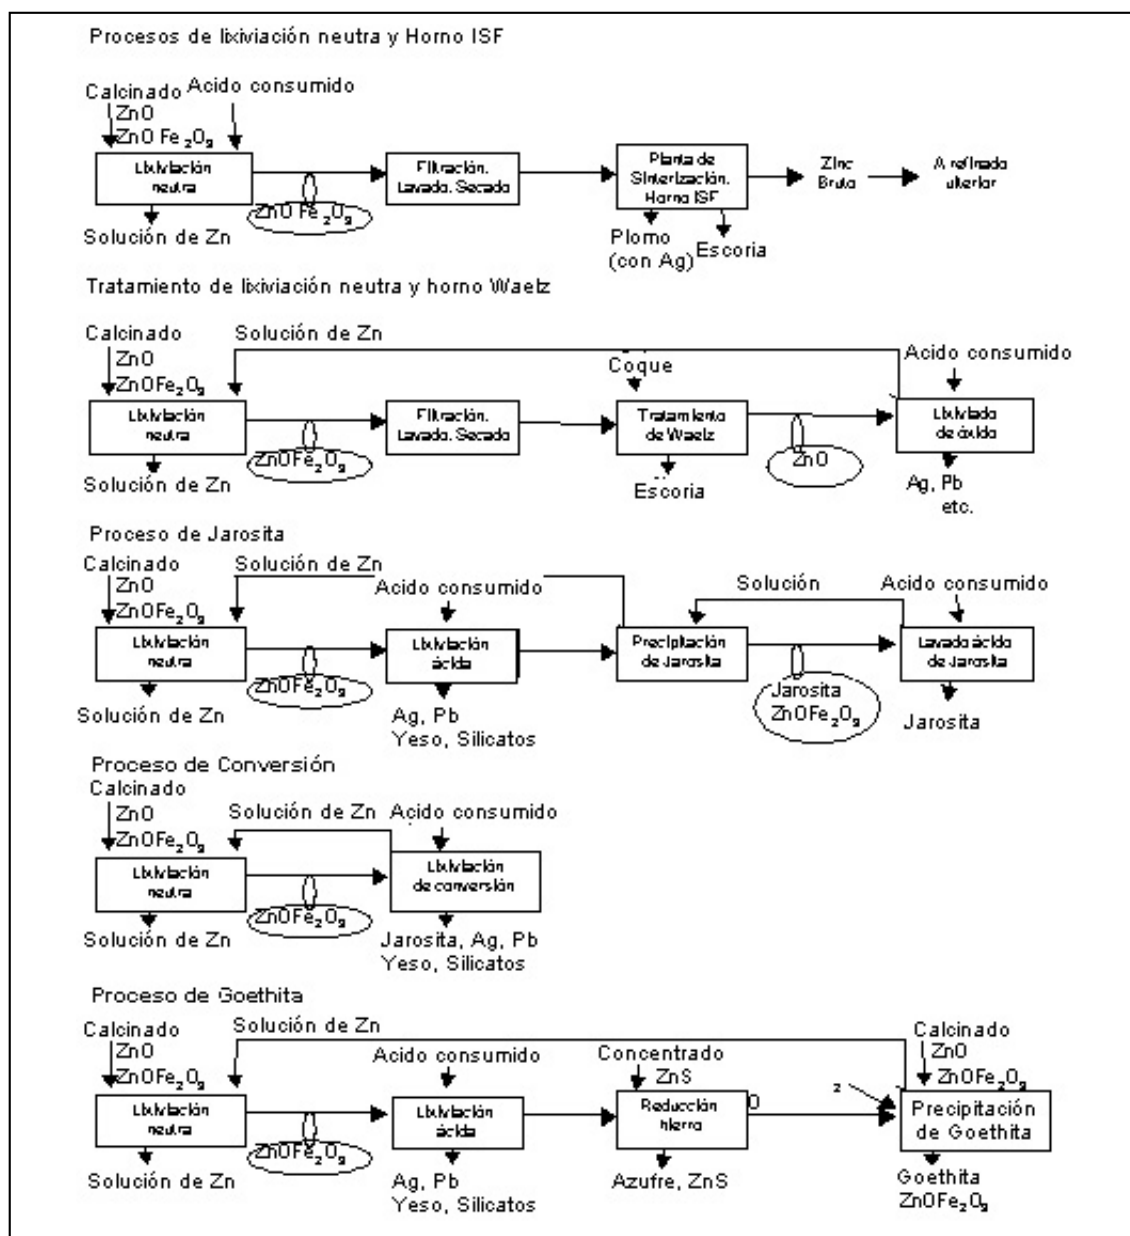 Procesos de lixiviación neutra y Horno ISF
Calcinado
Acido consumido
ZnO
ZnO Fe2O3
Lixiviación
neutra
Filtración.
Lavado. Secado
Planta de
Sinterización.
Horno ISF
Zinc
Bruto
A refinado
ulterior
ZnO Fe2O3
Solución de Zn
Plomo
(con Ag)
Escoria
Tratamiento de lixiviación neutra y horno Waelz
Calcinado
Solución de Zn
Acido consumido
ZnO
ZnOFe2O3
Coque
Lixiviación
neutra
Filtración.
Lavado. Secado
Tratamiento
de Waelz
Lixiviado
de óxido
ZnOFe2O3
ZnO
Solución de Zn
Escoria
Ag, Pb
etc.
Proceso de Jarosita
Calcinado
Solución de Zn
Acido consumido
Solución
Acido consumido
ZnO
ZnOFe2O3
Lixiviación
neutra
Lixiviación
ácida
Precipitación
de Jarosita
Lavado ácido
de Jarosita
ZnOFe2O3
Jarosita
ZnOFe2O3
Solución de Zn
Ag, Pb
Yeso, Silicatos
Jarosita
Proceso de Conversión
Calcinado
Solución de Zn
Acido consumido
ZnO
ZnOFe2O3
Lixiviación
neutra
Lixiviación
de conversión
ZnOFe2O3
Solución de Zn
Jarosita, Ag, Pb
Yeso, Silicatos
Proceso de Goethita
Calcinado
Solución de Zn
Acido consumido
Concentrado
ZnS
Calcinado
ZnO
ZnOFe2O3
ZnO
ZnOFe2O3
Lixiviación
neutra
Lixiviación
ácida
Reducción
hierro
O
2
Precipitación
de Goethita
ZnOFe2O3
Solución de Zn
Ag, Pb
Yeso, Silicatos
Azufre, ZnS
Goethita
ZnOFe2O3